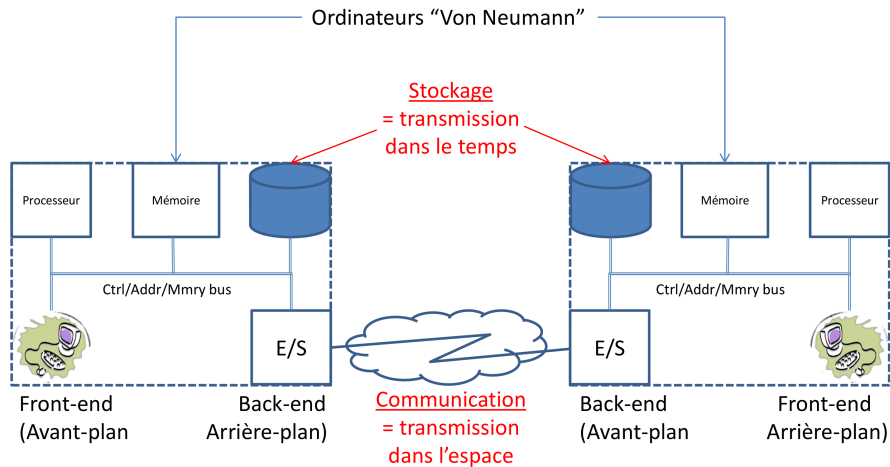 Ordinateurs “Von Neumann”
Stockage
= transmission
dans le temps
Processeur
Mémoire
Mémoire
Processeur
Ctrl/Addr/Mmry bus
Ctrl/Addr/Mmry bus
E/S
E/S
Front-end
(Avant-plan
Back-end
Arrière-plan)
Communication
= transmission
dans l’espace
Back-end
(Avant-plan
Front-end
Arrière-plan)